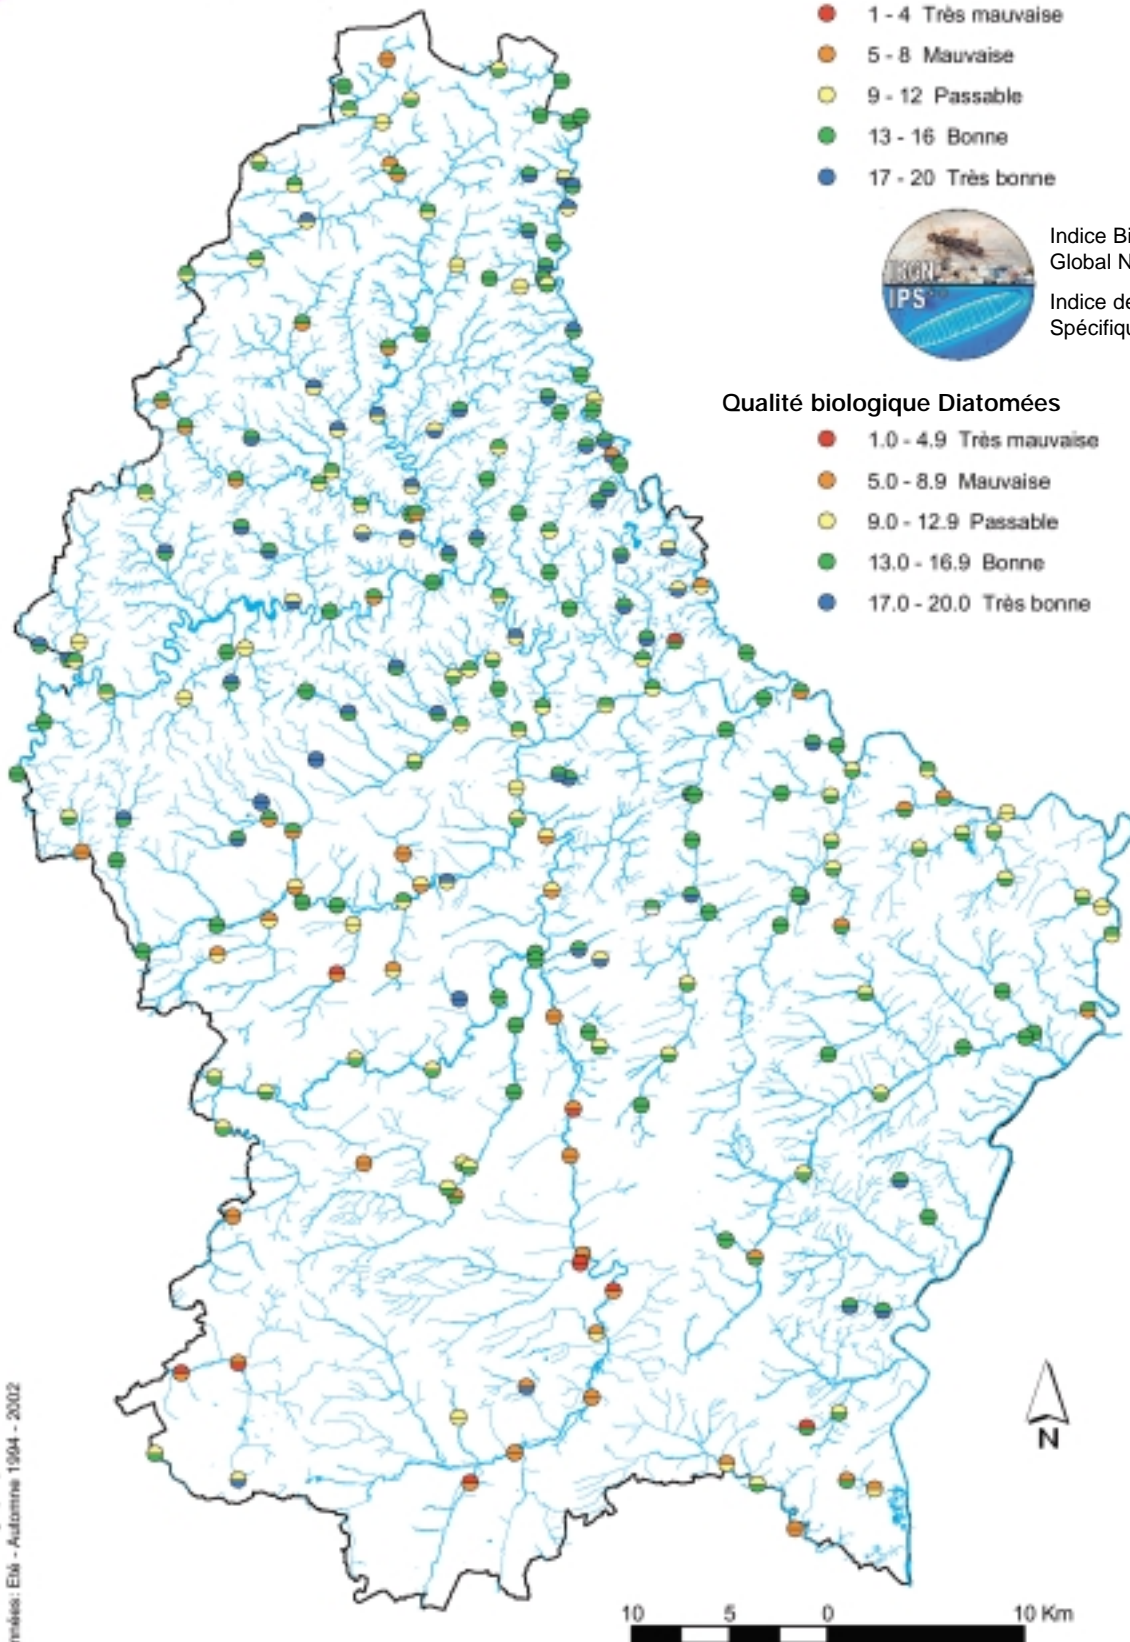 1 - 4 Très mauvaise
5 - 8 Mauvaise
9 - 12 Passable
13 - 16 Bonne
17 - 20 Très bonne
IBGN
IPS
Indice Bi
Global N
Indice de
Spécifiqu
Qualité biologique Diatomées
1.0 - 4.9 Très mauvaise
5.0 - 8.9 Mauvaise
9.0 - 12.9 Passable
13.0 - 16.9 Bonne
17.0 - 20.0 Très bonne
N
10 5 0 10 Km
nnées: Eté - Automne 1994 - 2002